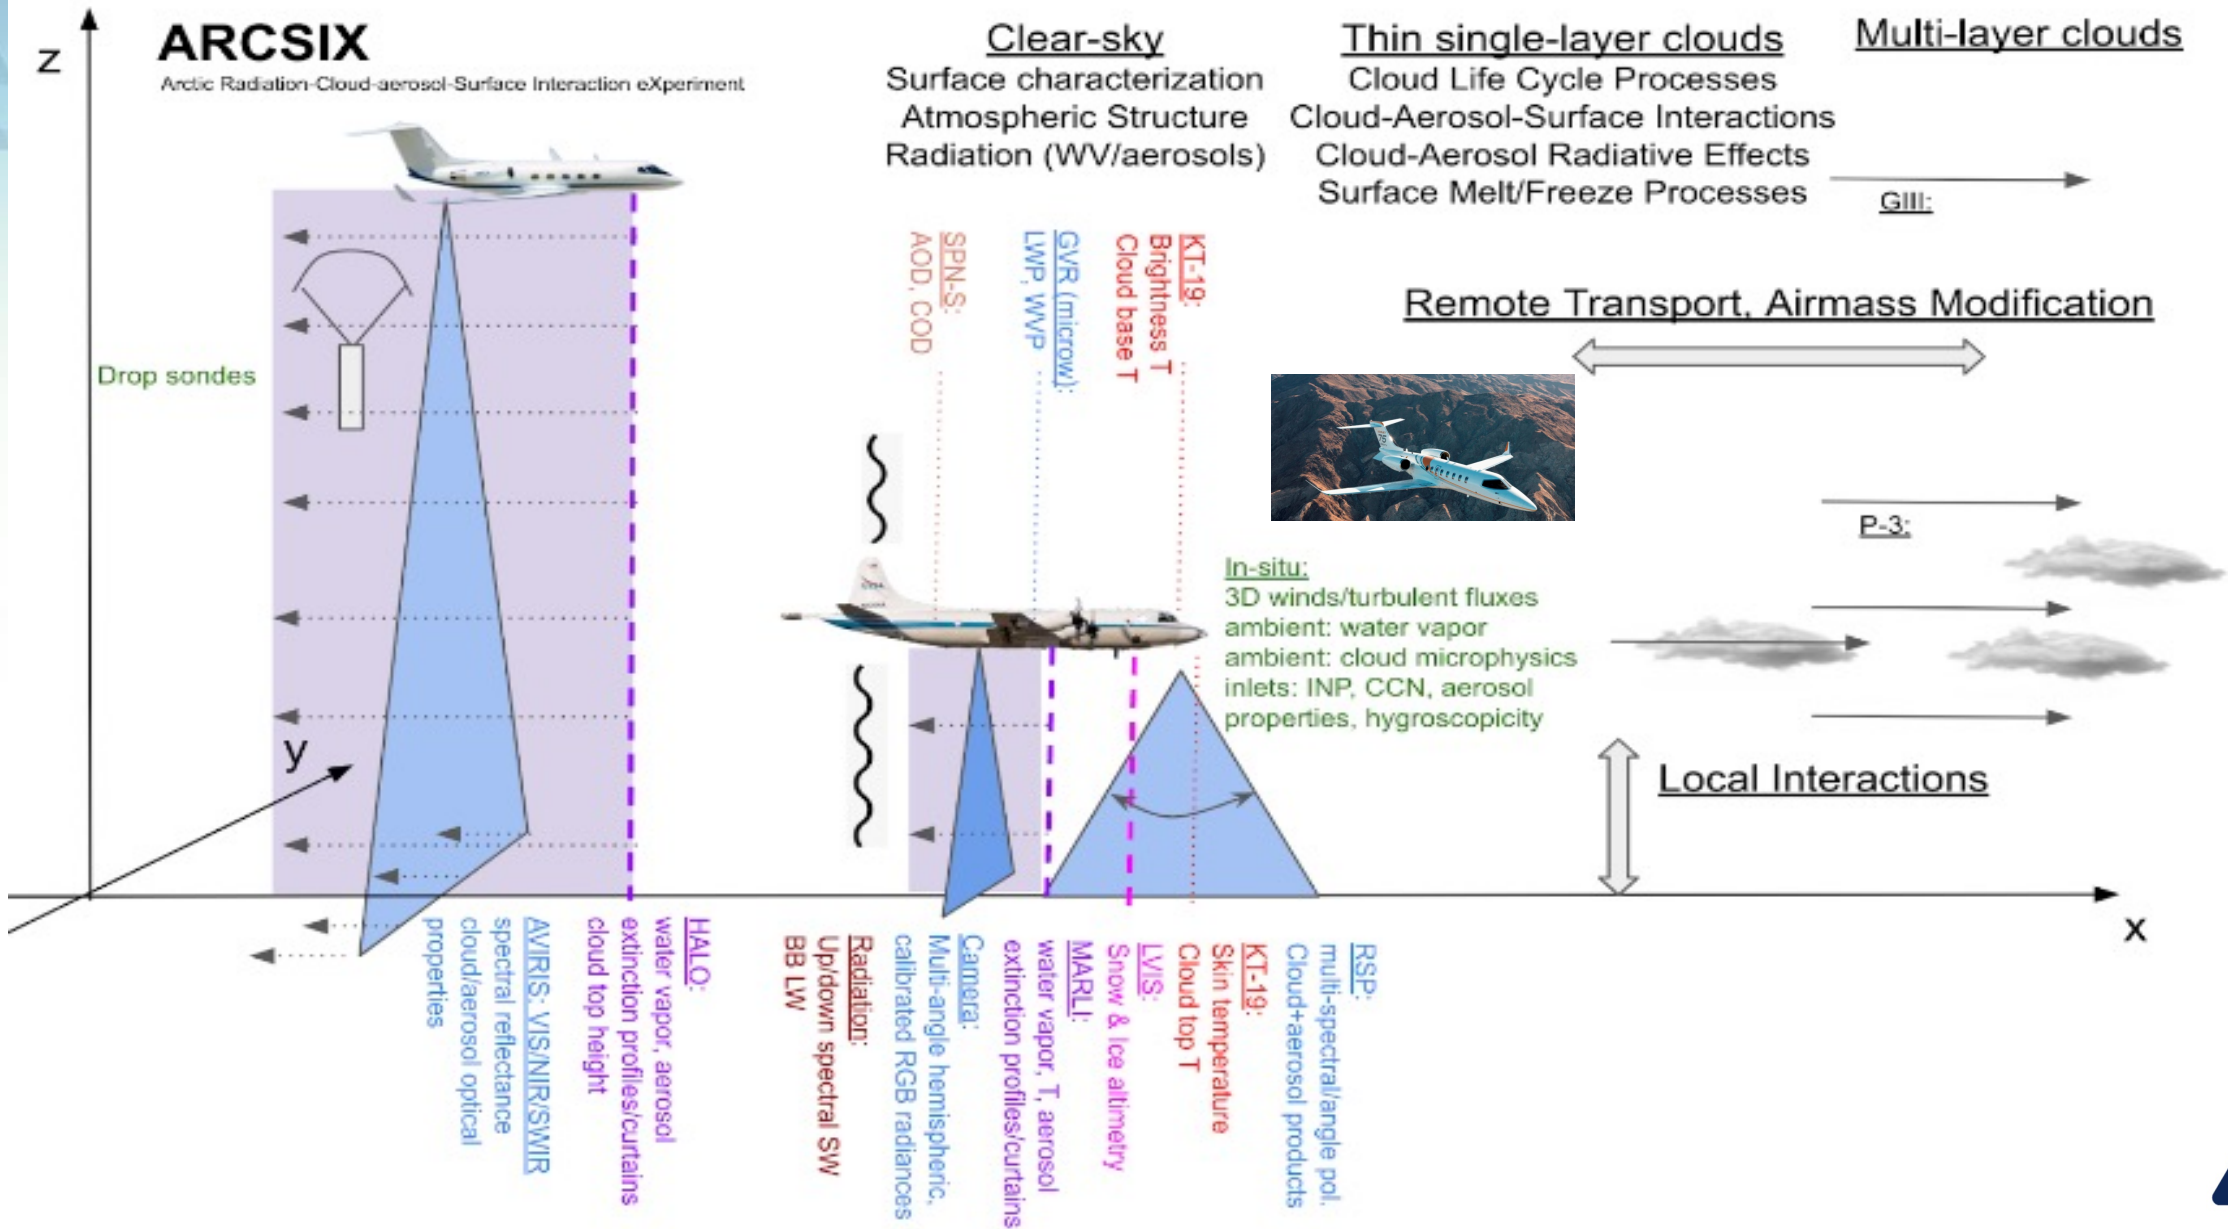 z
ARCSIX
Arctic Radiation-Cloud-aerosol-Surface Interaction eXperiment
Clear-sky
Surface characterization
Atmospheric Structure
Radiation (WV/aerosols)
Thin single-layer clouds
Cloud Life Cycle Processes
Cloud-Aerosol-Surface Interactions
Cloud-Aerosol Radiative Effects
Surface Melt/Freeze Processes
Multi-layer clouds
GIII:
Remote Transport, Airmass Modification
Drop sondes
SPN-S:
AOD, COD
GVR (microw):
LWP, WVP
KT-19:
Brightness T
Cloud base T
In-situ:
3D winds/turbulent fluxes
ambient: water vapor
ambient: cloud microphysics
inlets: INP, CCN, aerosol
properties, hygroscopicity
P-3:
Local Interactions
y
x
AVIRIS: VIS/NIR/SWIR
spectral reflectance
cloud/aerosol optical
properties
HALO:
water vapor, aerosol
extinction profiles/curtains
cloud top height
Radiation:
Up/down spectral SW
BB LW
Camera:
Multi-angle hemispheric,
calibrated RGB radiances
MARLI:
water vapor, T, aerosol
extinction profiles/curtains
LVIS:
Snow & Ice altimetry
KT-19:
Skin temperature
Cloud top T
RSP:
multi-spectral/angle pol.
Cloud+aerosol products